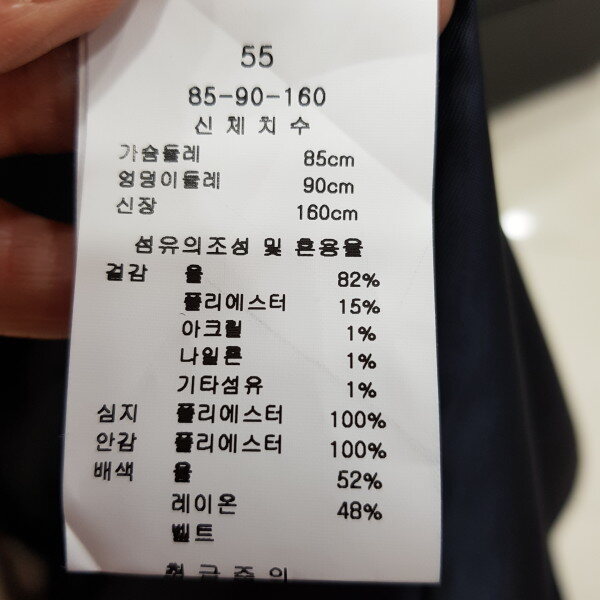 55
85-90-160
신체치수
가슴둘레 85cm
엉덩이둘레 90cm
신장 160cm
섬유의조성 및 혼용율
겉감 울 82%
폴리에스터 15%
아크릴 1%
나일론 1%
기타섬유 1%
심지 폴리에스터 100%
안감 폴리에스터 100%
배색 울 52%
레이온 48%
벨트